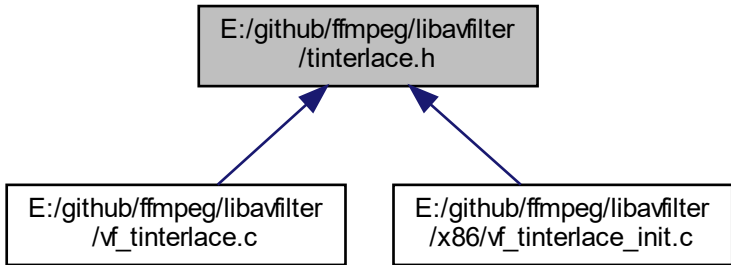 E:/github/ffmpeg/libavfilter
/tinterlace.h
E:/github/ffmpeg/libavfilter
/vf_tinterlace.c
E:/github/ffmpeg/libavfilter
/x86/vf_tinterlace_init.c